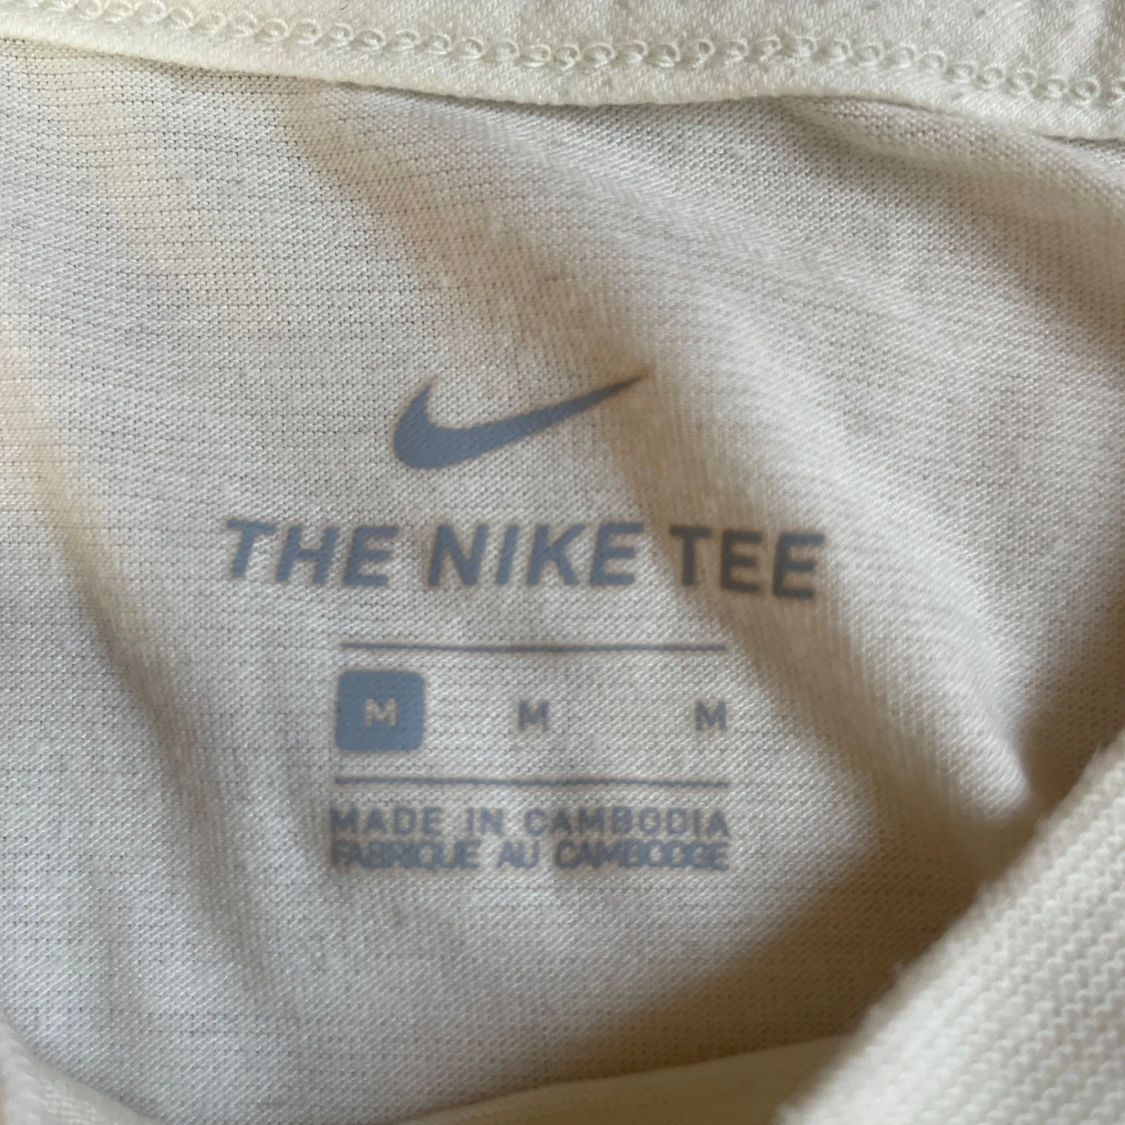 THE NIKE TEE
M M M
MADE IN CAMBODIA
FABRIQUE AU CAMBODGE